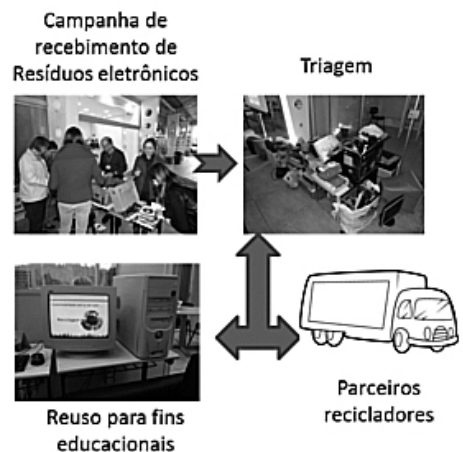 Campanha de
recebimento de
Resíduos eletrônicos
Triagem
Reuso para fins
educacionais
Parceiros
recicladores